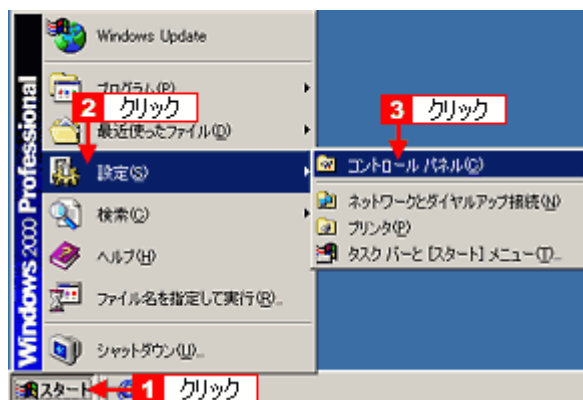 Windows 2000 Professional
Windows Update
プログラム(P)
2 クリック
最近使ったファイル(D)
設定(S)
検索(C)
ヘルプ(H)
ファイル名を指定して実行(R)...
シャットダウン(U)...
3 クリック
コントロール パネル(C)
ネットワークとダイヤルアップ接続(N)
プリンタ(P)
タスク バーと [スタート] メニュー(T)...
スタート
1 クリック